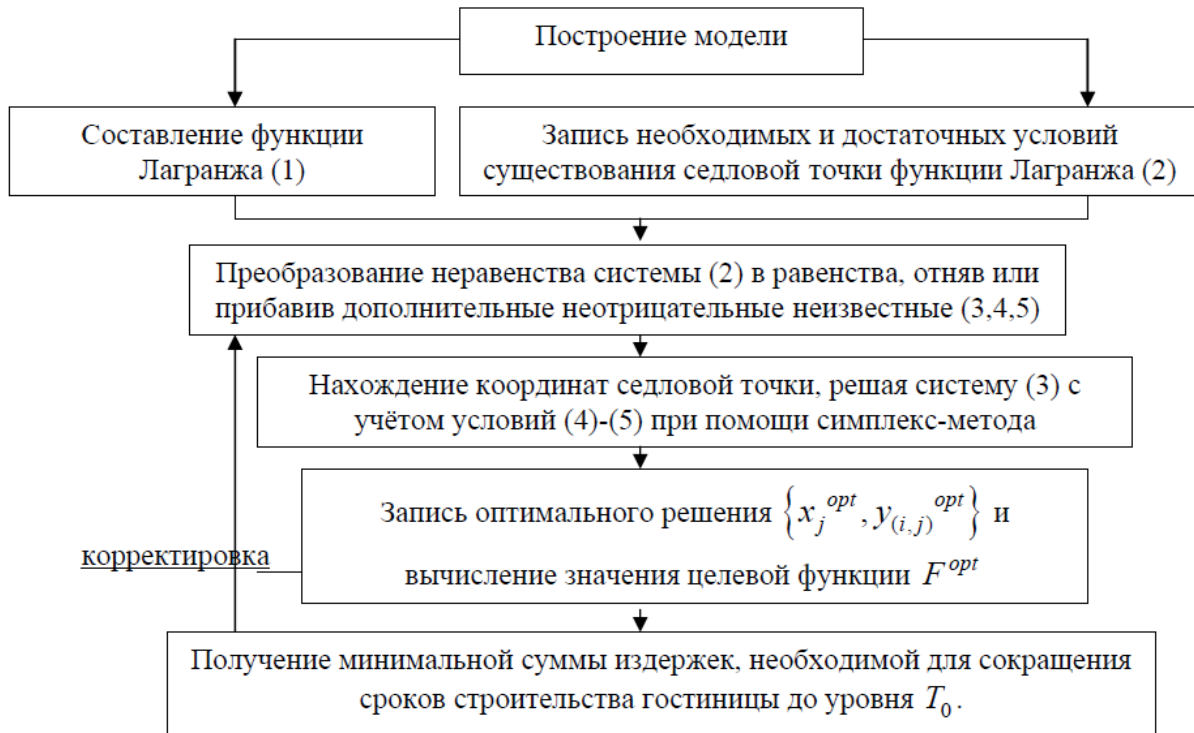 Построение модели
Составление функции
Лагранжа (1)
Запись необходимых и достаточных условий
существования седловой точки функции Лагранжа (2)
Преобразование неравенства системы (2) в равенства, отняв или
прибавив дополнительные неотрицательные неизвестные (3,4,5)
Нахождение координат седловой точки, решая систему (3) с
учётом условий (4)-(5) при помощи симплекс-метода
Запись оптимального решения {x_j^{opt}, y_{(i,j)}^{opt}} и
вычисление значения целевой функции F^{opt}
корректировка
Получение минимальной суммы издержек, необходимой для сокращения
сроков строительства гостиницы до уровня T_0.